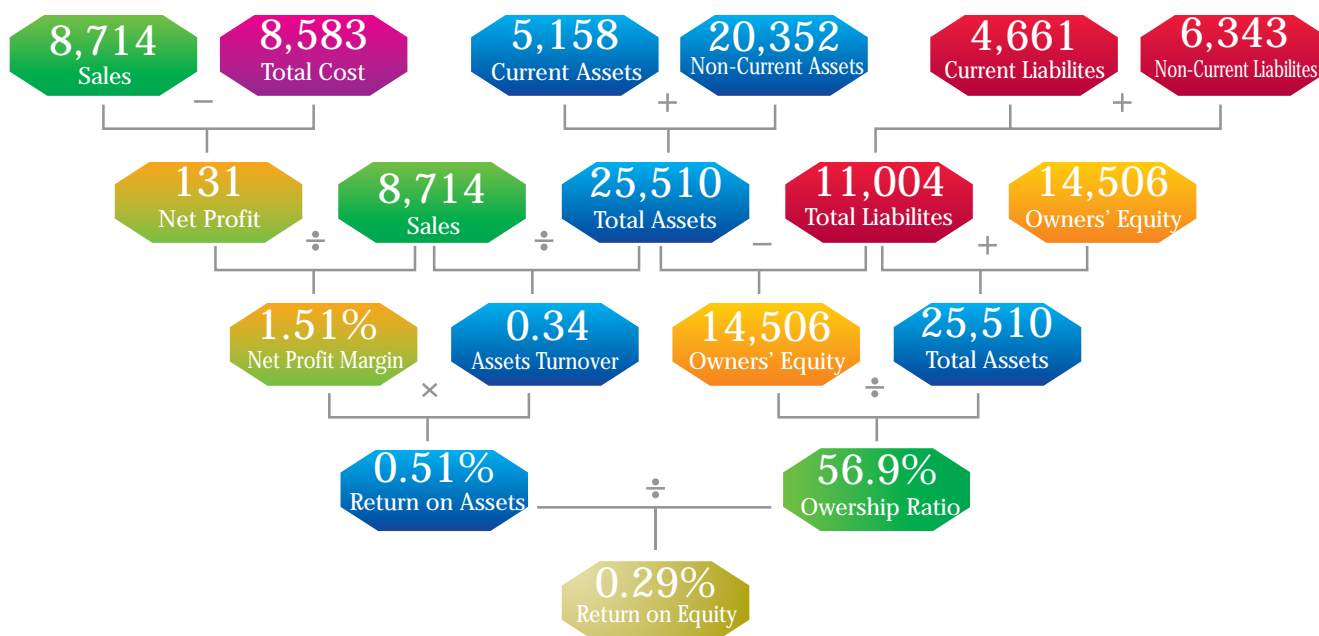 8,714
Sales
8,583
Total Cost
5,158
Current Assets
20,352
Non-Current Assets
4,661
Current Liabilites
6,343
Non-Current Liabilites
−
+
+
131
Net Profit
8,714
Sales
25,510
Total Assets
11,004
Total Liabilites
14,506
Owners' Equity
÷
÷
−
+
1.51%
Net Profit Margin
0.34
Assets Turnover
14,506
Owners' Equity
25,510
Total Assets
×
÷
0.51%
Return on Assets
÷
56.9%
Owership Ratio
0.29%
Return on Equity